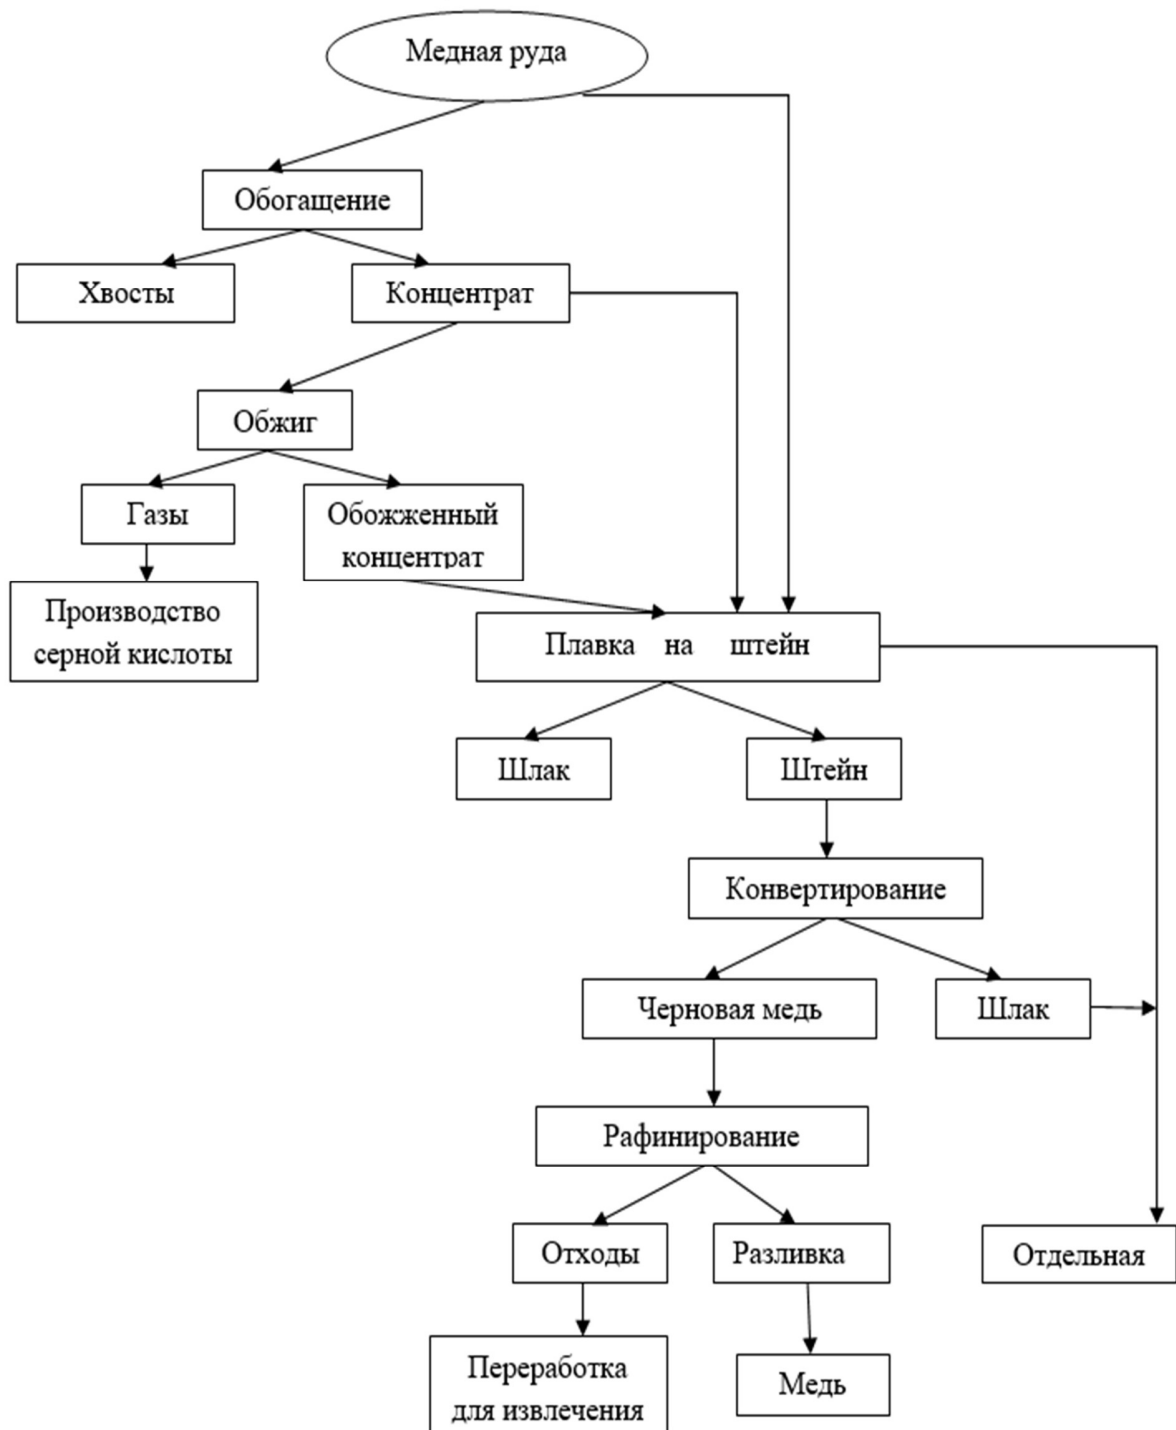 Медная руда
Обогащение
Хвосты
Концентрат
Обжиг
Газы
Обожженный
концентрат
Производство
серной кислоты
Плавка на штейн
Шлак
Штейн
Конвертирование
Черновая медь
Шлак
Рафинирование
Отходы
Разливка
Отдельная
Переработка
для извлечения
Медь